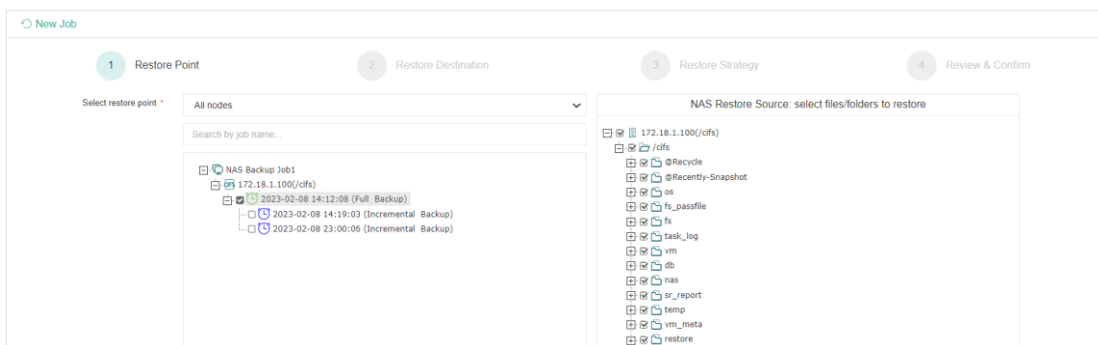 New Job
1 Restore Point
2 Restore Destination
3 Restore Strategy
4 Review & Confirm
Select restore point *
All nodes
Search by job name...
NAS Backup Job1
CIFS 172.18.1.100(/cifs)
2023-02-08 14:12:08 (Full Backup)
2023-02-08 14:19:03 (Incremental Backup)
2023-02-08 23:00:06 (Incremental Backup)
NAS Restore Source: select files/folders to restore
172.18.1.100(/cifs)
/cifs
@Recycle
@Recently-Snapshot
os
fs_passfile
fs
task_log
vm
db
nas
sr_report
temp
vm_meta
restore